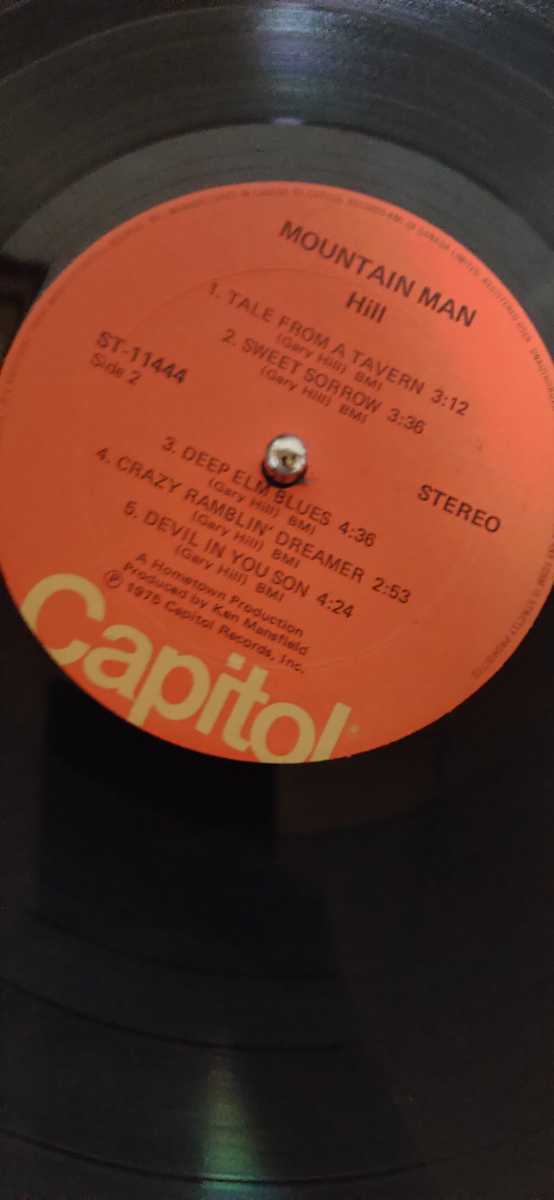 MOUNTAIN MAN
Hill
1. TALE FROM A TAVERN 3:12
(Gary Hill) BMI
2. SWEET SORROW 3:36
(Gary Hill) BMI
ST-11444
Side 2
STEREO
3. DEEP ELM BLUES 4:36
(Gary Hill) BMI
4. CRAZY RAMBLIN' DREAMER 2:53
(Gary Hill) BMI
5. DEVIL IN YOU SON 4:24
(Gary Hill) BMI
A Hometown Production
Produced by Ken Mansfield
℗ 1975 Capitol Records, Inc.
Capitol